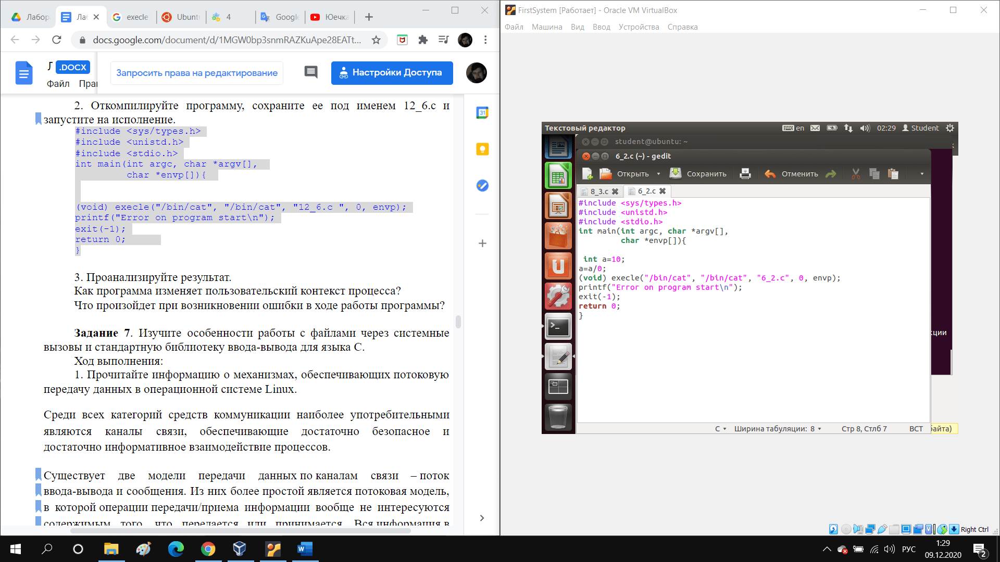 Лабор
Лаб
execle
Ubunt
4
Google
Юечка
docs.google.com/document/d/1MGW0bp3snmRAZKuApe28EATt...
Л .DOCX
Файл Прав
Запросить права на редактирование
Настройки Доступа
31
2. Откомпилируйте программу, сохраните ее под именем 12_6.с и
запустите на исполнение.
#include <sys/types.h>
#include <unistd.h>
#include <stdio.h>
int main(int argc, char *argv[],
char *envp[]){
(void) execle("/bin/cat", "/bin/cat", "12_6.c ", 0, envp);
printf("Error on program start\n");
exit(-1);
return 0;
}
3. Проанализируйте результат.
Как программа изменяет пользовательский контекст процесса?
Что произойдет при возникновении ошибки в ходе работы программы?
Задание 7. Изучите особенности работы с файлами через системные
вызовы и стандартную библиотеку ввода-вывода для языка С.
Ход выполнения:
1. Прочитайте информацию о механизмах, обеспечивающих потоковую
передачу данных в операционной системе Linux.
Среди всех категорий средств коммуникации наиболее употребительными
являются каналы связи, обеспечивающие достаточно безопасное и
достаточно информативное взаимодействие процессов.
Существует две модели передачи данных по каналам связи – поток
ввода-вывода и сообщения. Из них более простой является потоковая модель,
в которой операции передачи/приема информации вообще не интересуются
содержимым того, что передается или принимается. Вся информация в
FirstSystem [Работает] - Oracle VM VirtualBox
Файл Машина Вид Ввод Устройства Справка
Текстовый редактор
en
02:29
Student
student@ubuntu: ~
6_2.c (~) - gedit
Открыть Сохранить Отменить
8_3.c
6_2.c
#include <sys/types.h>
#include <unistd.h>
#include <stdio.h>
int main(int argc, char *argv[],
char *envp[]){
int a=10;
a=a/0;
(void) execle("/bin/cat", "/bin/cat", "6_2.c", 0, envp);
printf("Error on program start\n");
exit(-1);
return 0;
}
кции
C Ширина табуляции: 8 Стр 8, Стлб 7 ВСТ
байта)
Right Ctrl
РУС
1:29
09.12.2020
2